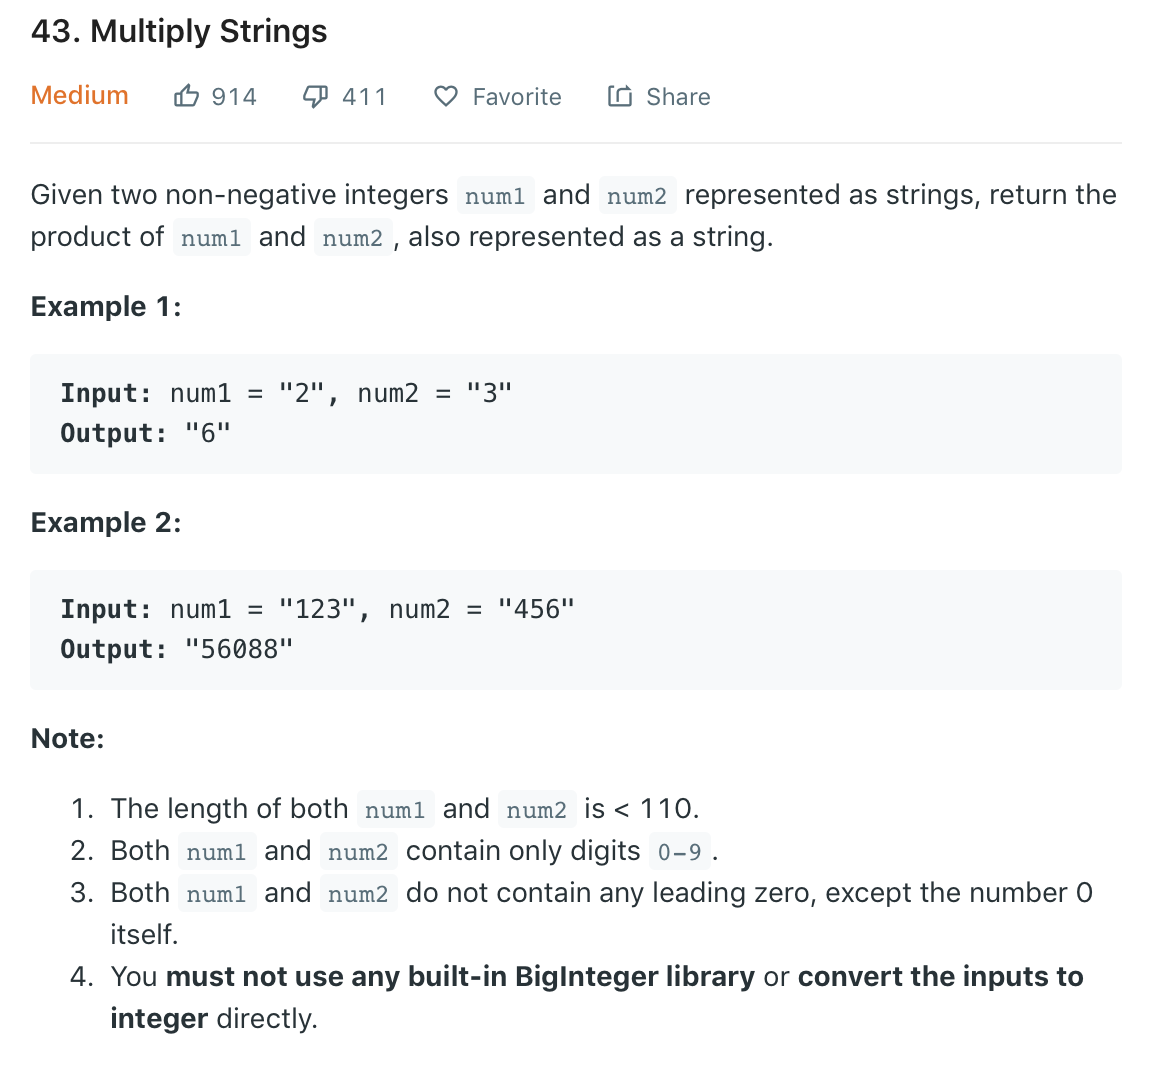 43. Multiply Strings
Medium 914 411 Favorite Share
Given two non-negative integers num1 and num2 represented as strings, return the
product of num1 and num2 , also represented as a string.
Example 1:
Input: num1 = "2", num2 = "3"
Output: "6"
Example 2:
Input: num1 = "123", num2 = "456"
Output: "56088"
Note:
1. The length of both num1 and num2 is < 110.
2. Both num1 and num2 contain only digits 0-9 .
3. Both num1 and num2 do not contain any leading zero, except the number 0
itself.
4. You must not use any built-in BigInteger library or convert the inputs to
integer directly.